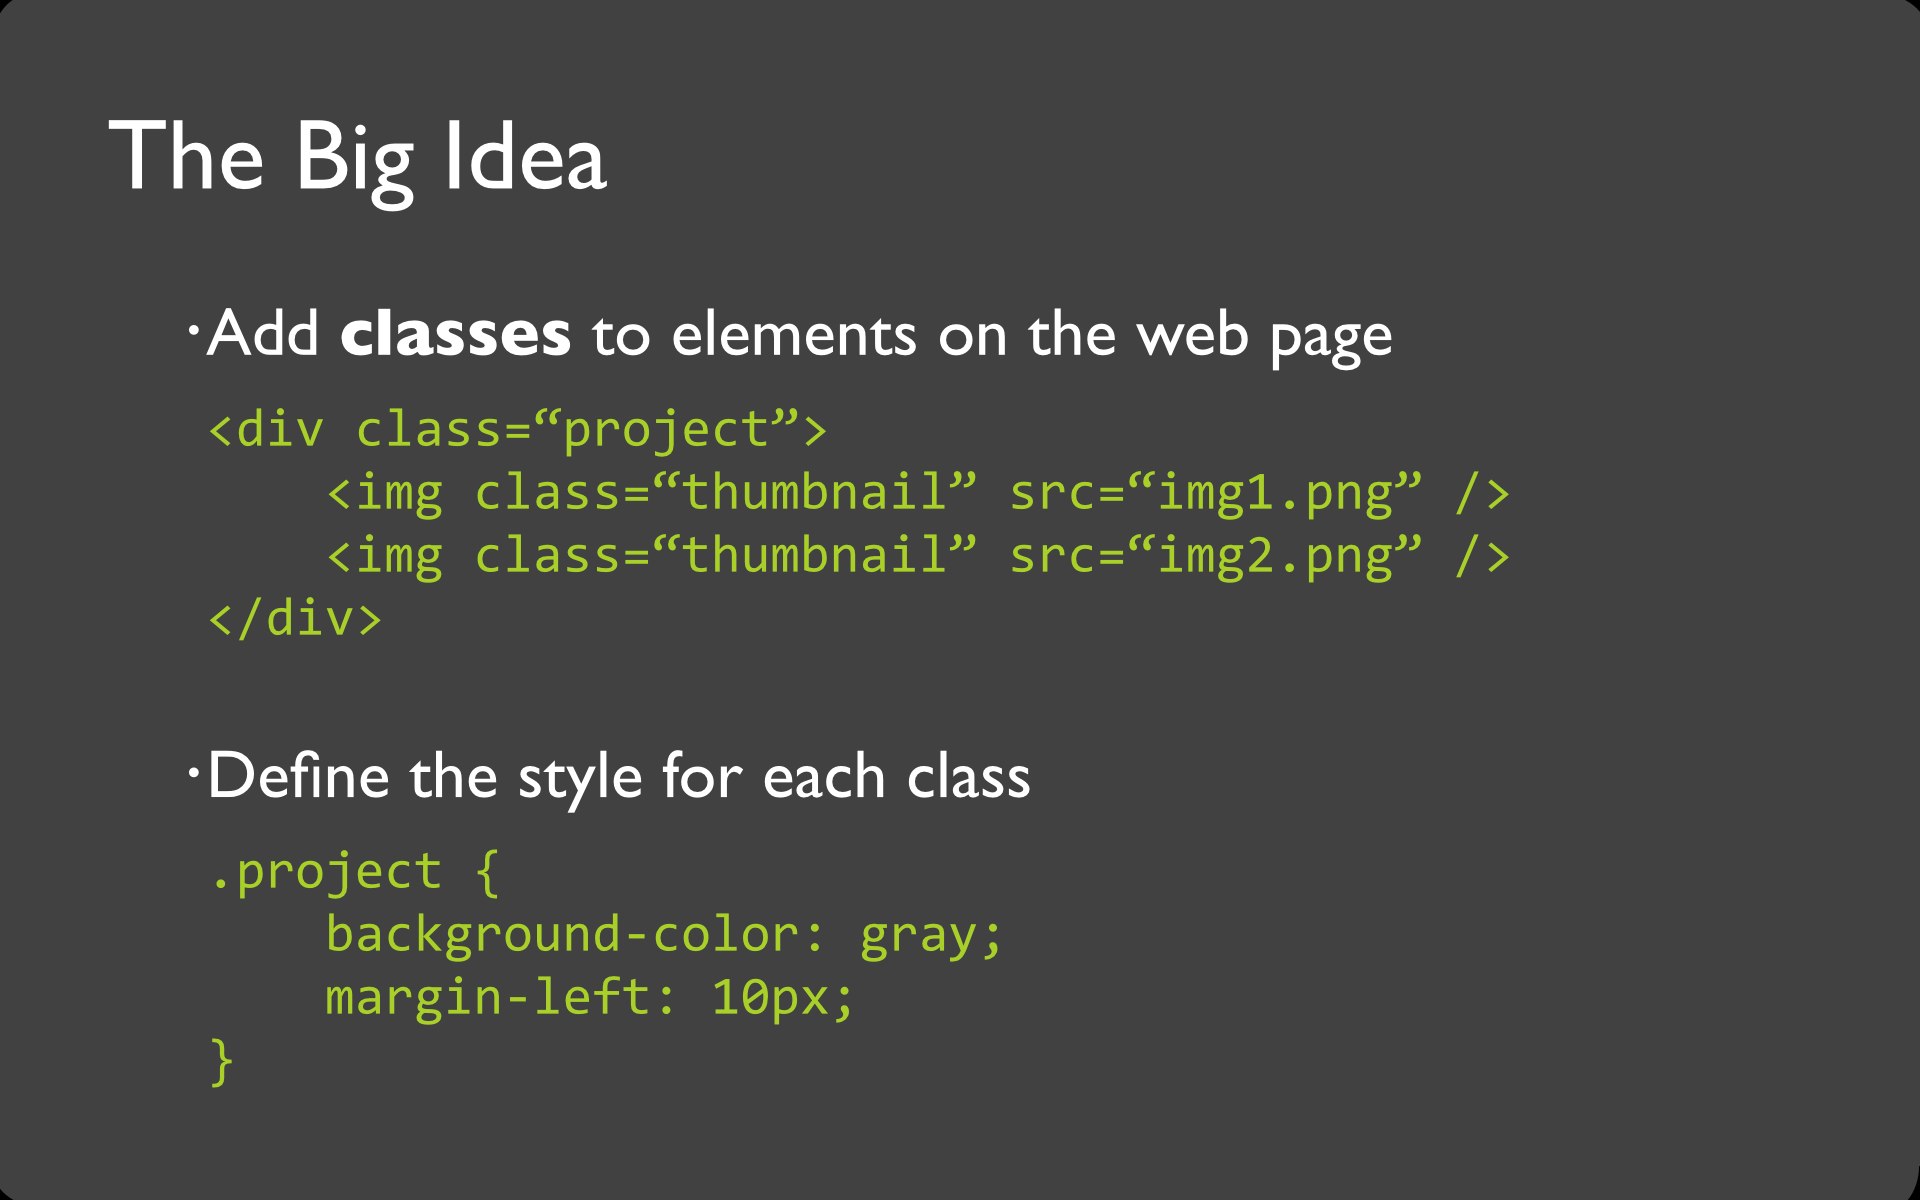 The Big Idea
•Add classes to elements on the web page
<div class=“project”>
    <img class=“thumbnail” src=“img1.png” />
    <img class=“thumbnail” src=“img2.png” />
</div>
•Define the style for each class
.project {
    background-color: gray;
    margin-left: 10px;
}